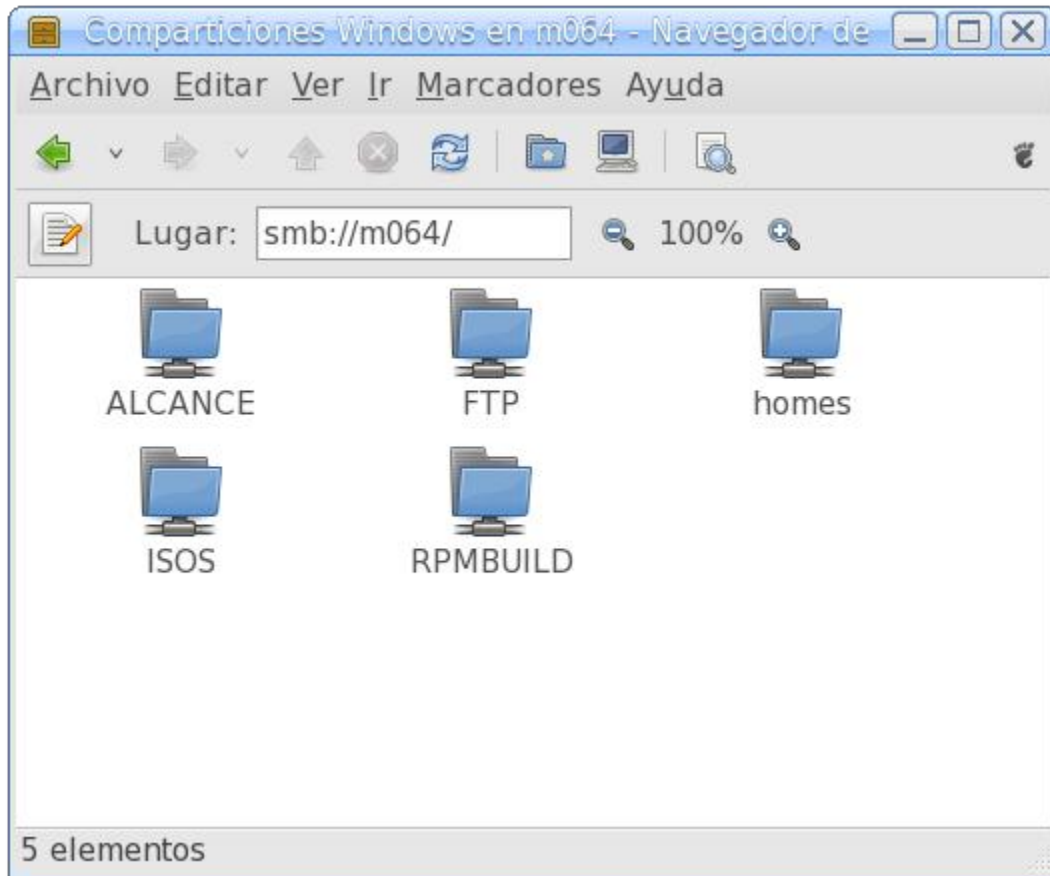 Comparticiones Windows en m064 - Navegador de
Archivo Editar Ver Ir Marcadores Ayuda
Lugar: smb://m064/ 100%
ALCANCE FTP homes
ISOS RPMBUILD
5 elementos